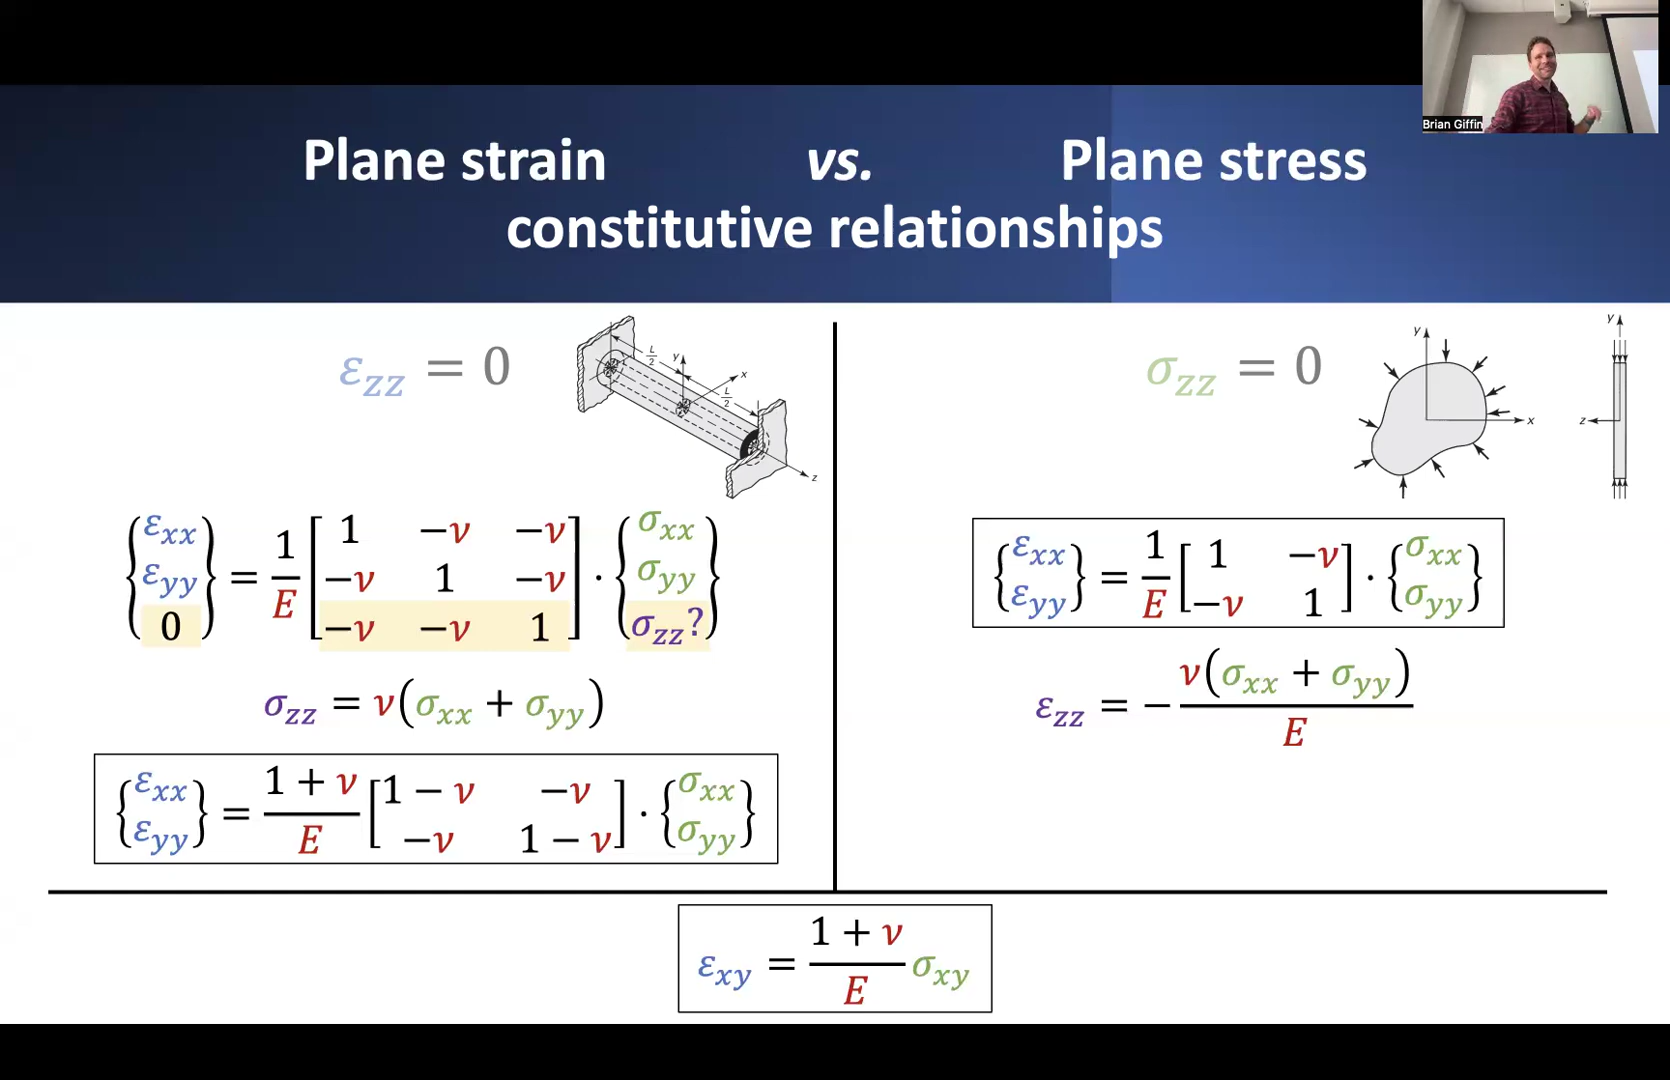 Brian Giffin
Plane strain vs. Plane stress
constitutive relationships
ε_zz = 0
L/2
y
x
L/2
z
{ε_xx ε_yy 0} = 1/E [1 −ν −ν; −ν 1 −ν; −ν −ν 1] · {σ_xx σ_yy σ_zz?}
σ_zz = ν(σ_xx + σ_yy)
{ε_xx ε_yy} = (1 + ν)/E [1 − ν −ν; −ν 1 − ν] · {σ_xx σ_yy}
σ_zz = 0
y
x
y
z
{ε_xx ε_yy} = 1/E [1 −ν; −ν 1] · {σ_xx σ_yy}
ε_zz = − ν(σ_xx + σ_yy)/E
ε_xy = (1 + ν)/E σ_xy